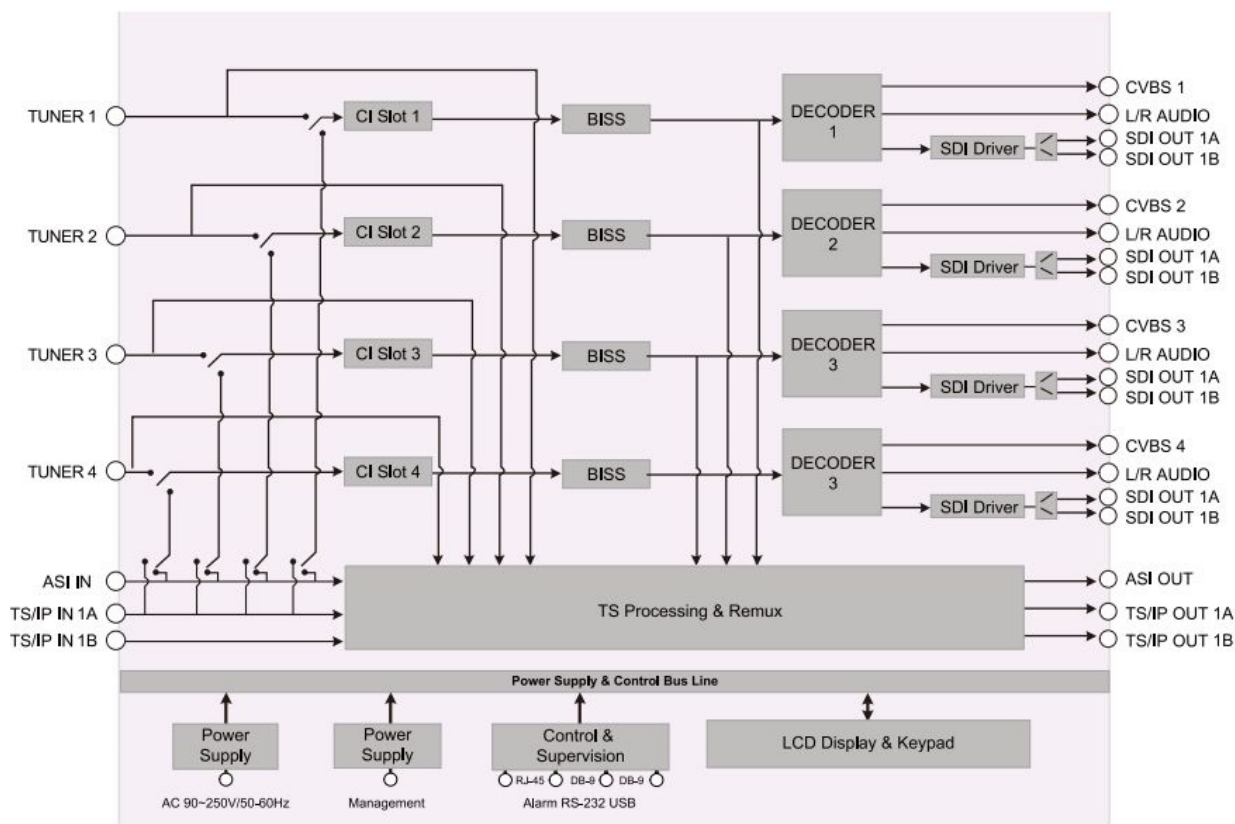 TUNER 1
CI Slot 1
BISS
DECODER
1
CVBS 1
L/R AUDIO
SDI Driver
SDI OUT 1A
SDI OUT 1B
TUNER 2
CI Slot 2
BISS
DECODER
2
CVBS 2
L/R AUDIO
SDI Driver
SDI OUT 1A
SDI OUT 1B
TUNER 3
CI Slot 3
BISS
DECODER
3
CVBS 3
L/R AUDIO
SDI Driver
SDI OUT 1A
SDI OUT 1B
TUNER 4
CI Slot 4
BISS
DECODER
3
CVBS 4
L/R AUDIO
SDI Driver
SDI OUT 1A
SDI OUT 1B
ASI IN
TS/IP IN 1A
TS/IP IN 1B
TS Processing & Remux
ASI OUT
TS/IP OUT 1A
TS/IP OUT 1B
Power Supply & Control Bus Line
Power
Supply
AC 90~250V/50-60Hz
Power
Supply
Management
Control &
Supervision
RJ-45 DB-9 DB-9
Alarm RS-232 USB
LCD Display & Keypad